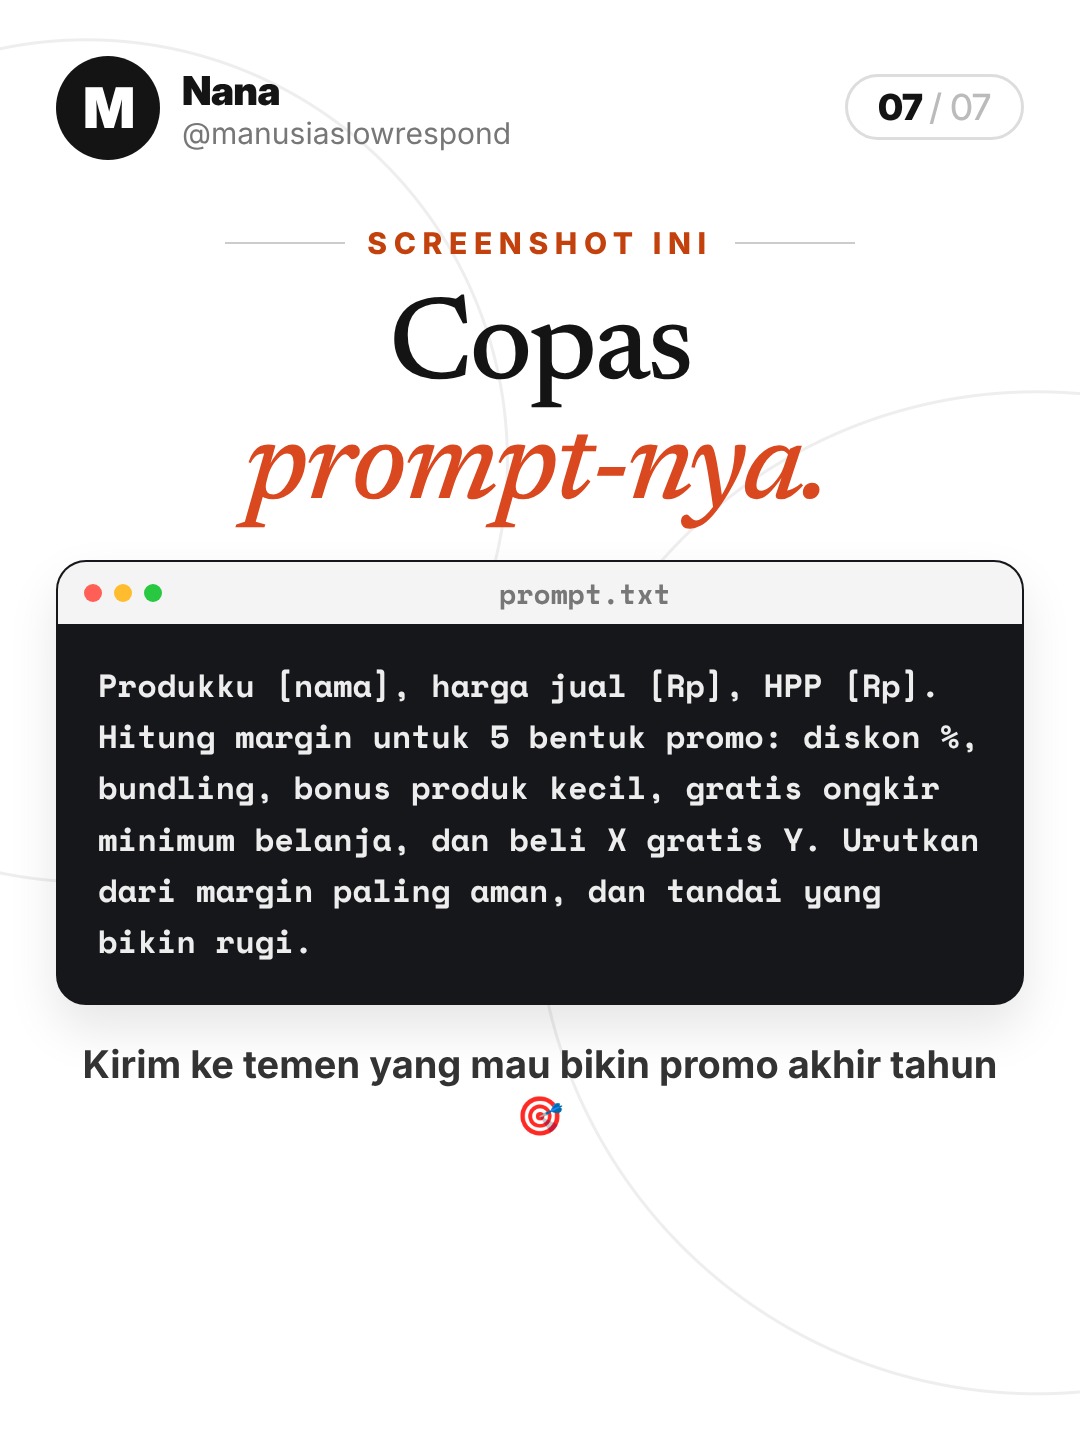 M
Nana
@manusiaslowrespond
07 / 07
SCREENSHOT INI
Copas
prompt-nya.
prompt.txt
Produkku [nama], harga jual [Rp], HPP [Rp].
Hitung margin untuk 5 bentuk promo: diskon %,
bundling, bonus produk kecil, gratis ongkir
minimum belanja, dan beli X gratis Y. Urutkan
dari margin paling aman, dan tandai yang
bikin rugi.
Kirim ke temen yang mau bikin promo akhir tahun
🎯